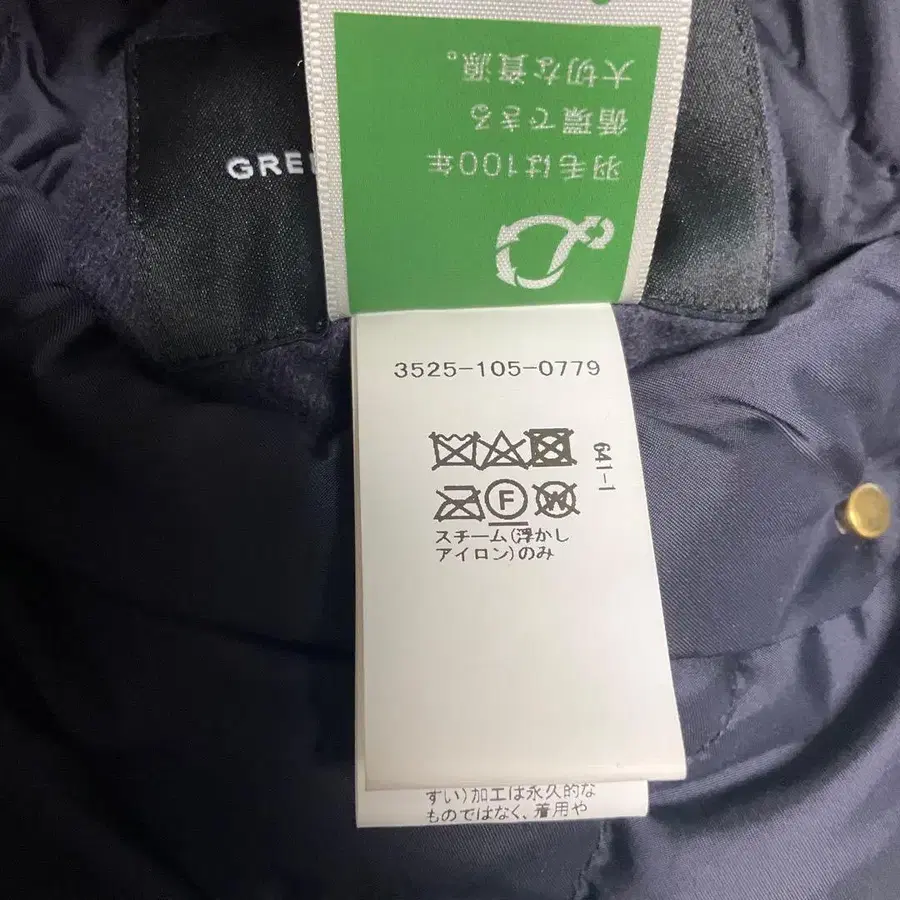 GREE
羽毛は100年
循環できる
大切な資源。
3525-105-0779
641-1
F
W
スチーム(浮かし
アイロン)のみ
すい)加工は永久的な
ものではなく、着用や